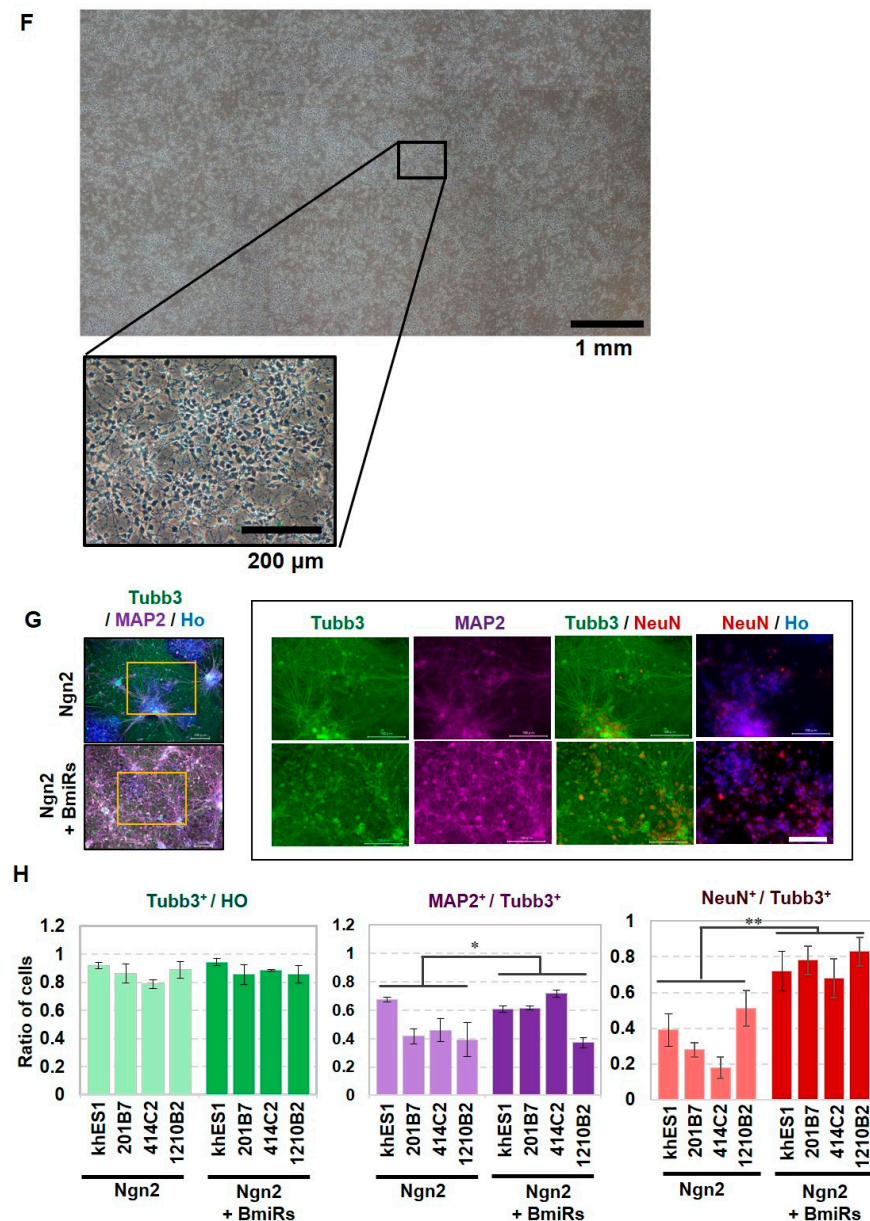 F
1 mm
200 µm
G
Tubb3
/ MAP2 / Ho
Tubb3
MAP2
Tubb3 / NeuN
NeuN / Ho
Ngn2
Ngn2
+ BmiRs
H
Tubb3⁺ / HO
MAP2⁺ / Tubb3⁺
NeuN⁺ / Tubb3⁺
Ratio of cells
1.2
1
0.8
0.6
0.4
0.2
0
1.2
1
0.8
0.6
0.4
0.2
0
1
0.8
0.6
0.4
0.2
0
*
**
khES1
201B7
414C2
1210B2
khES1
201B7
414C2
1210B2
khES1
201B7
414C2
1210B2
khES1
201B7
414C2
1210B2
khES1
201B7
414C2
1210B2
khES1
201B7
414C2
1210B2
Ngn2
Ngn2
+ BmiRs
Ngn2
Ngn2
+ BmiRs
Ngn2
Ngn2
+ BmiRs